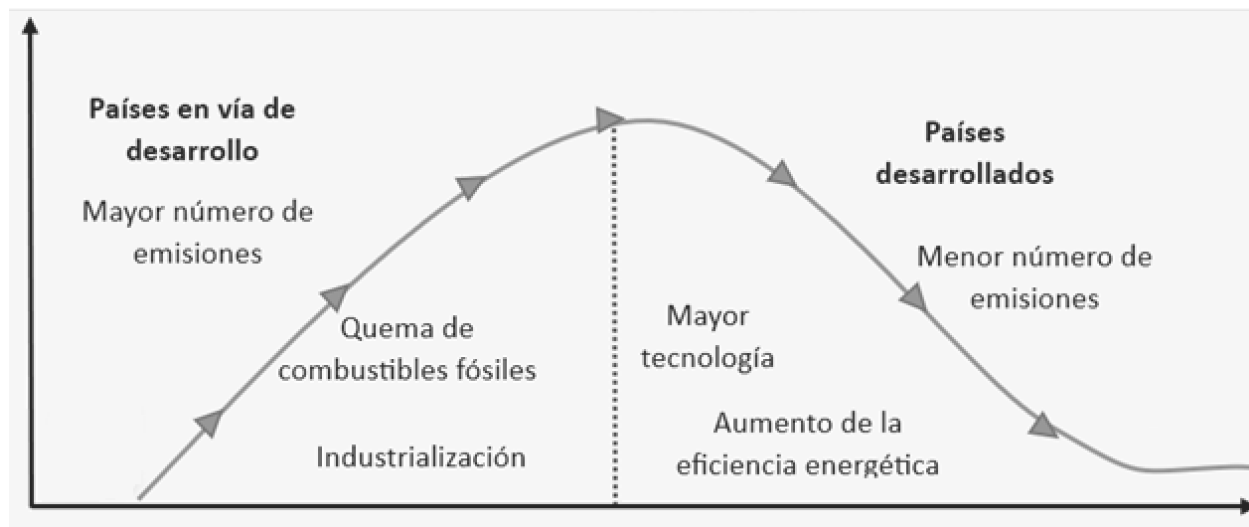 Países en vía de
desarrollo
Mayor número de
emisiones
Quema de
combustibles fósiles
Industrialización
Países
desarrollados
Menor número de
emisiones
Mayor
tecnología
Aumento de la
eficiencia energética